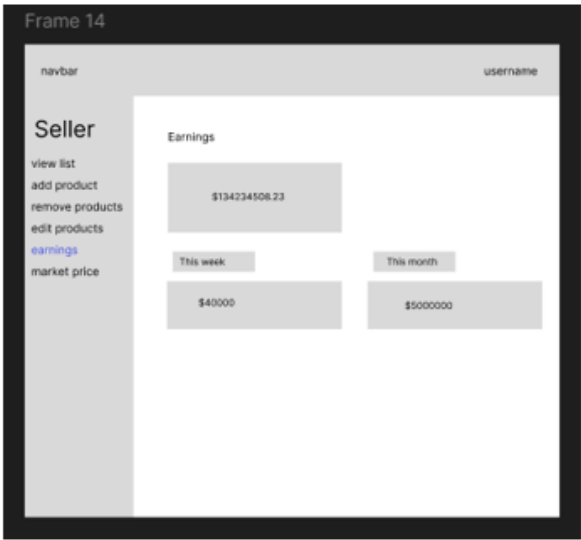 Frame 14
navbar
username
Seller
view list
add product
remove products
edit products
earnings
market price
Earnings
$134234508.23
This week
This month
$40000
$5000000